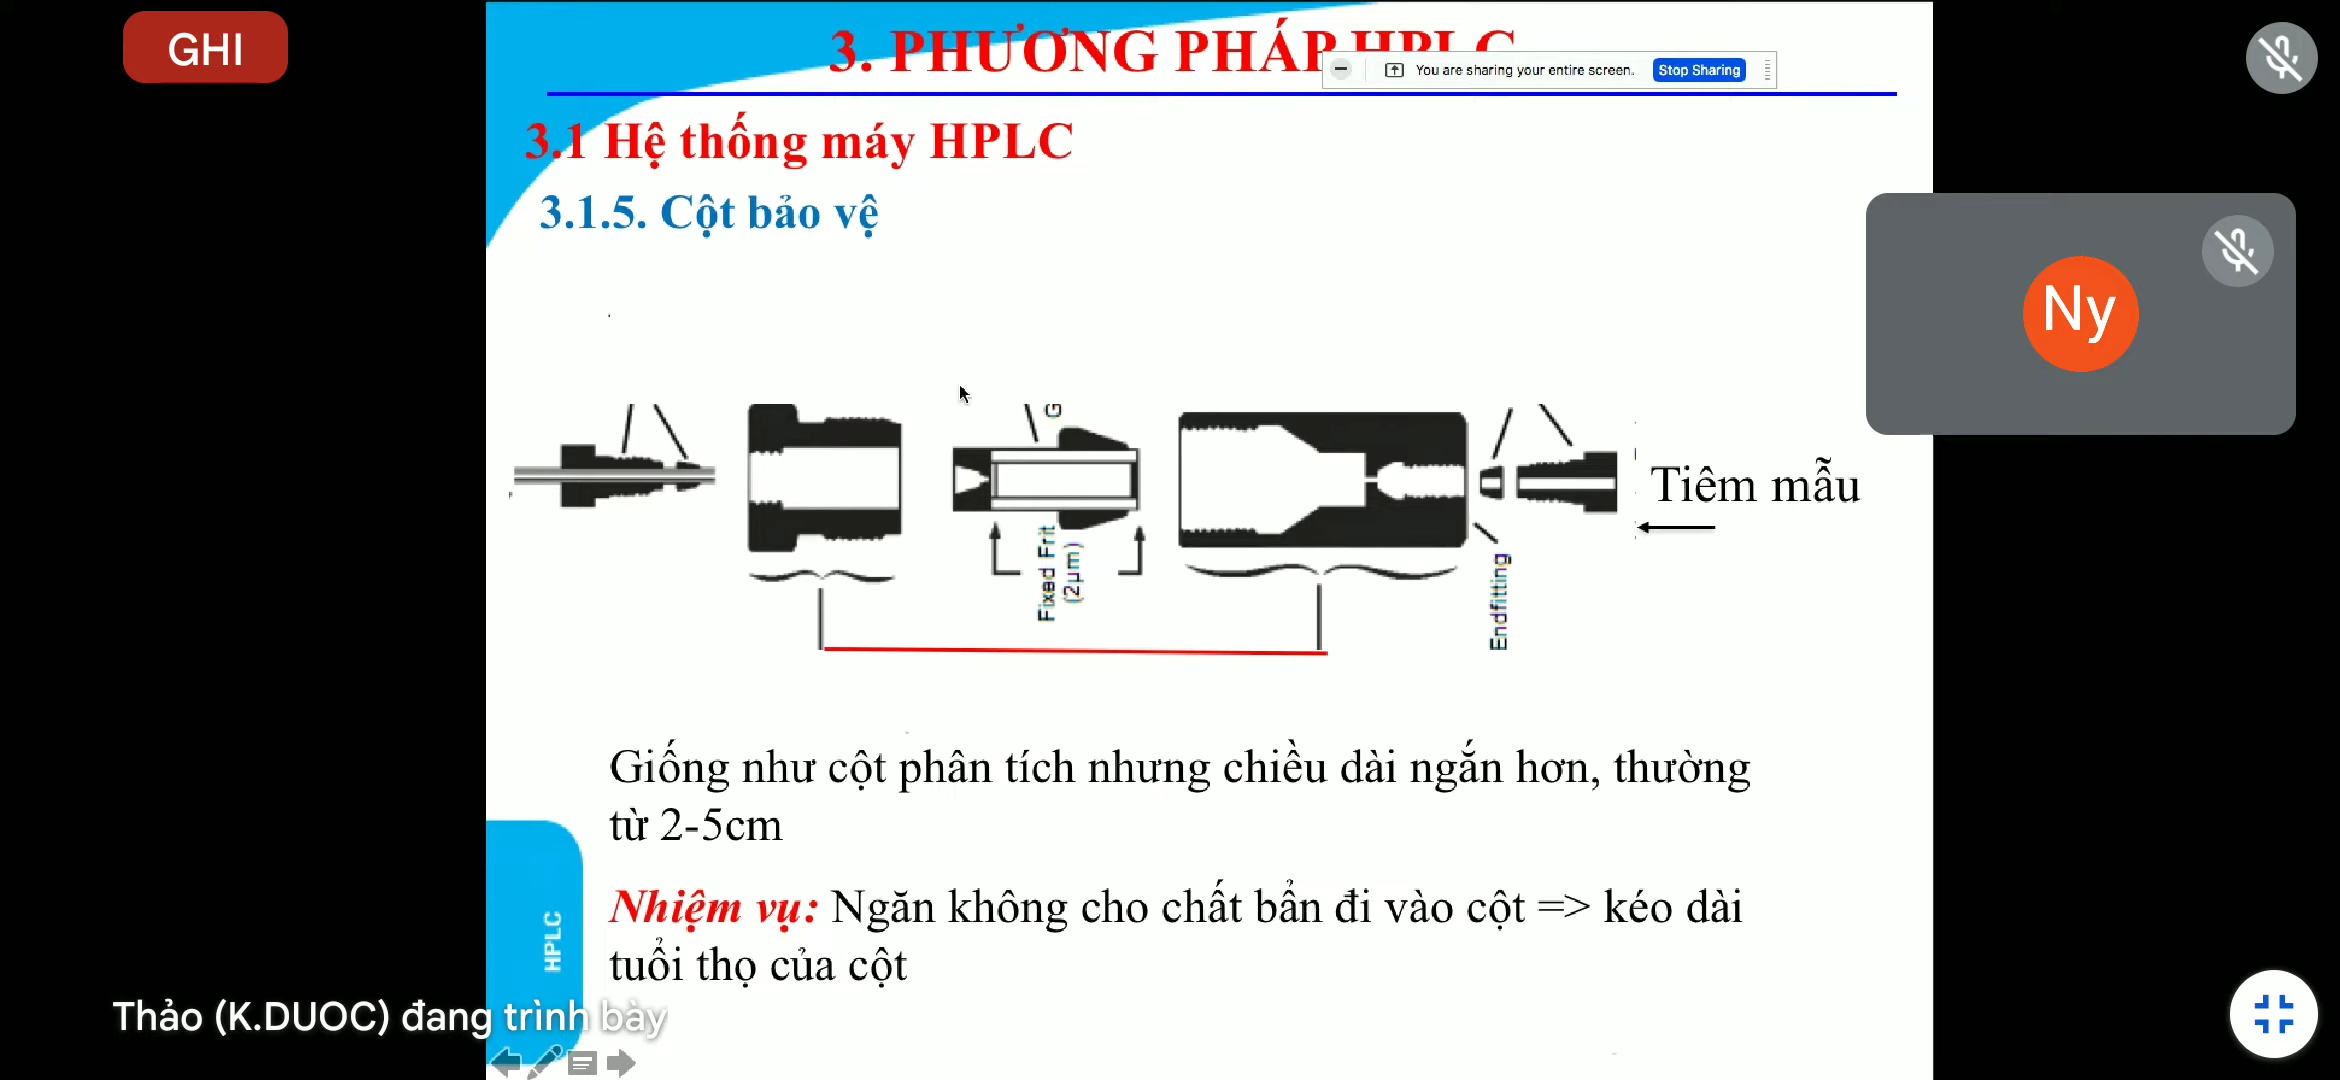 GHI
3. PHƯƠNG PHÁP HPLC
You are sharing your entire screen.
Stop Sharing
3.1 Hệ thống máy HPLC
3.1.5. Cột bảo vệ
Ny
G
Tiêm mẫu
Fixed Frit
(2µm)
Endfitting
Giống như cột phân tích nhưng chiều dài ngắn hơn, thường
từ 2-5cm
Nhiệm vụ: Ngăn không cho chất bẩn đi vào cột => kéo dài
tuổi thọ của cột
HPLC
Thảo (K.DUOC) đang trình bày